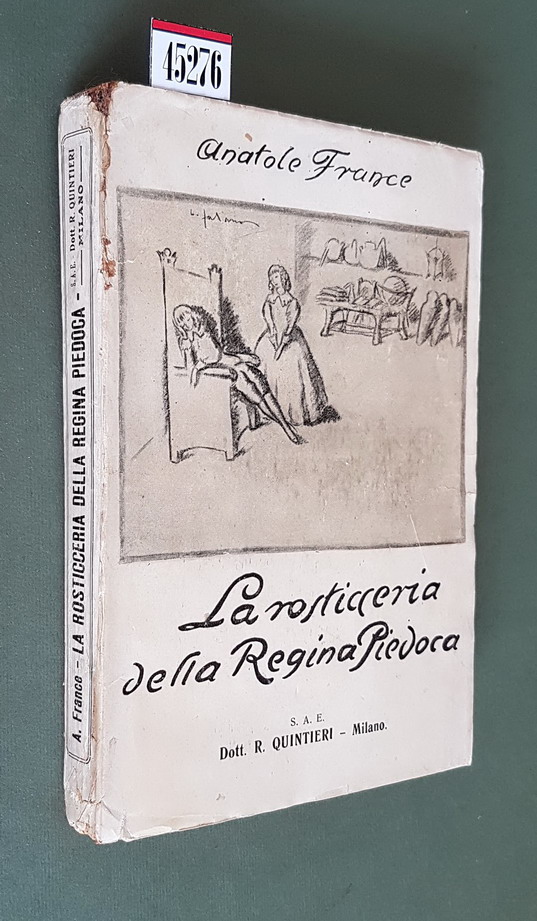 45276
Anatole France
La rosticceria
della Regina Piedoca
S. A. E.
Dott. R. QUINTIERI – Milano.
A. France - LA ROSTICCERIA DELLA REGINA PIEDOCA - S.A.E. Dott. R. QUINTIERI
MILANO